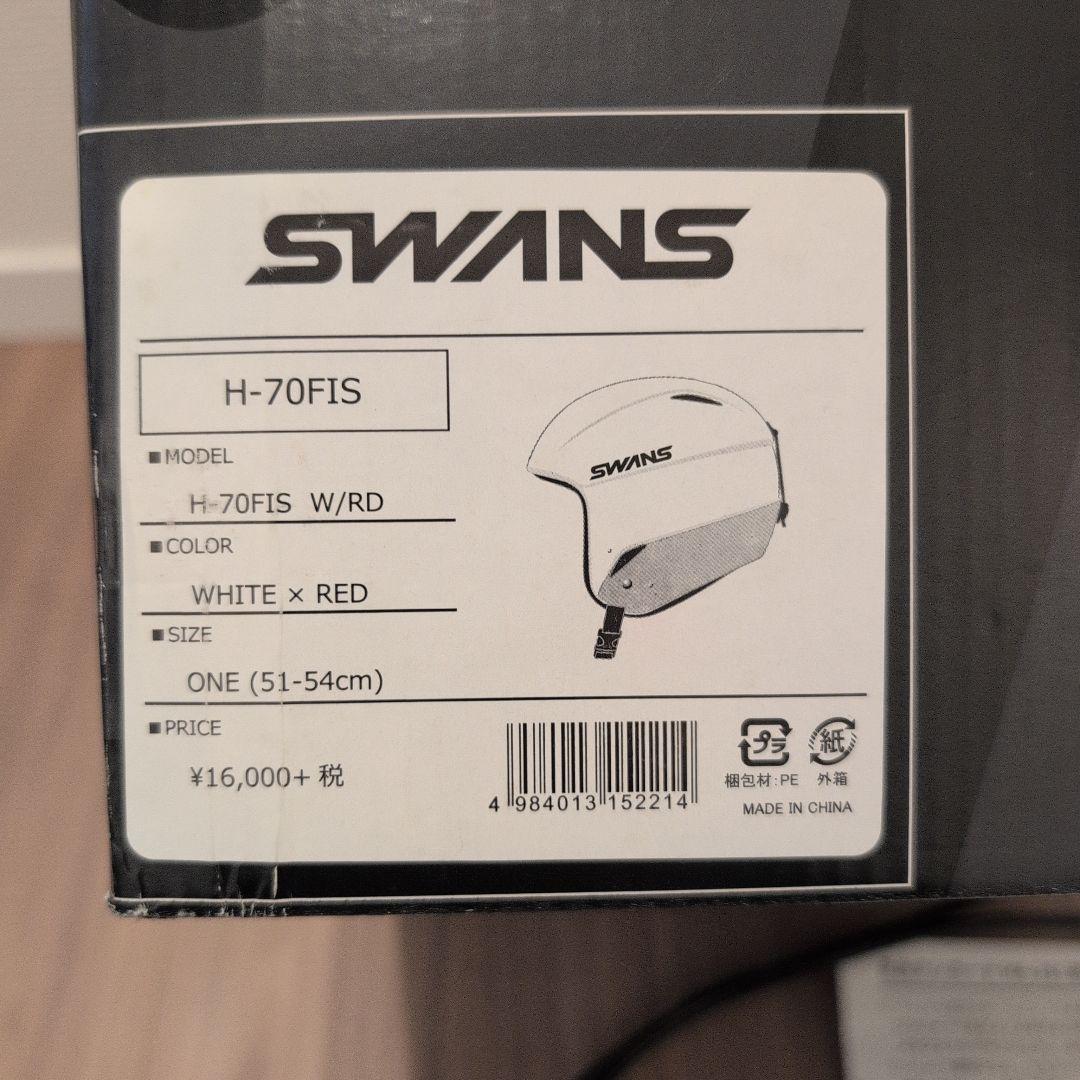 SWANS
H-70FIS
■MODEL
H-70FIS W/RD
■COLOR
WHITE × RED
■SIZE
ONE (51-54cm)
■PRICE
¥16,000+ 税
SWANS
4 984013 152214
プラ
紙
梱包材:PE
外箱
MADE IN CHINA